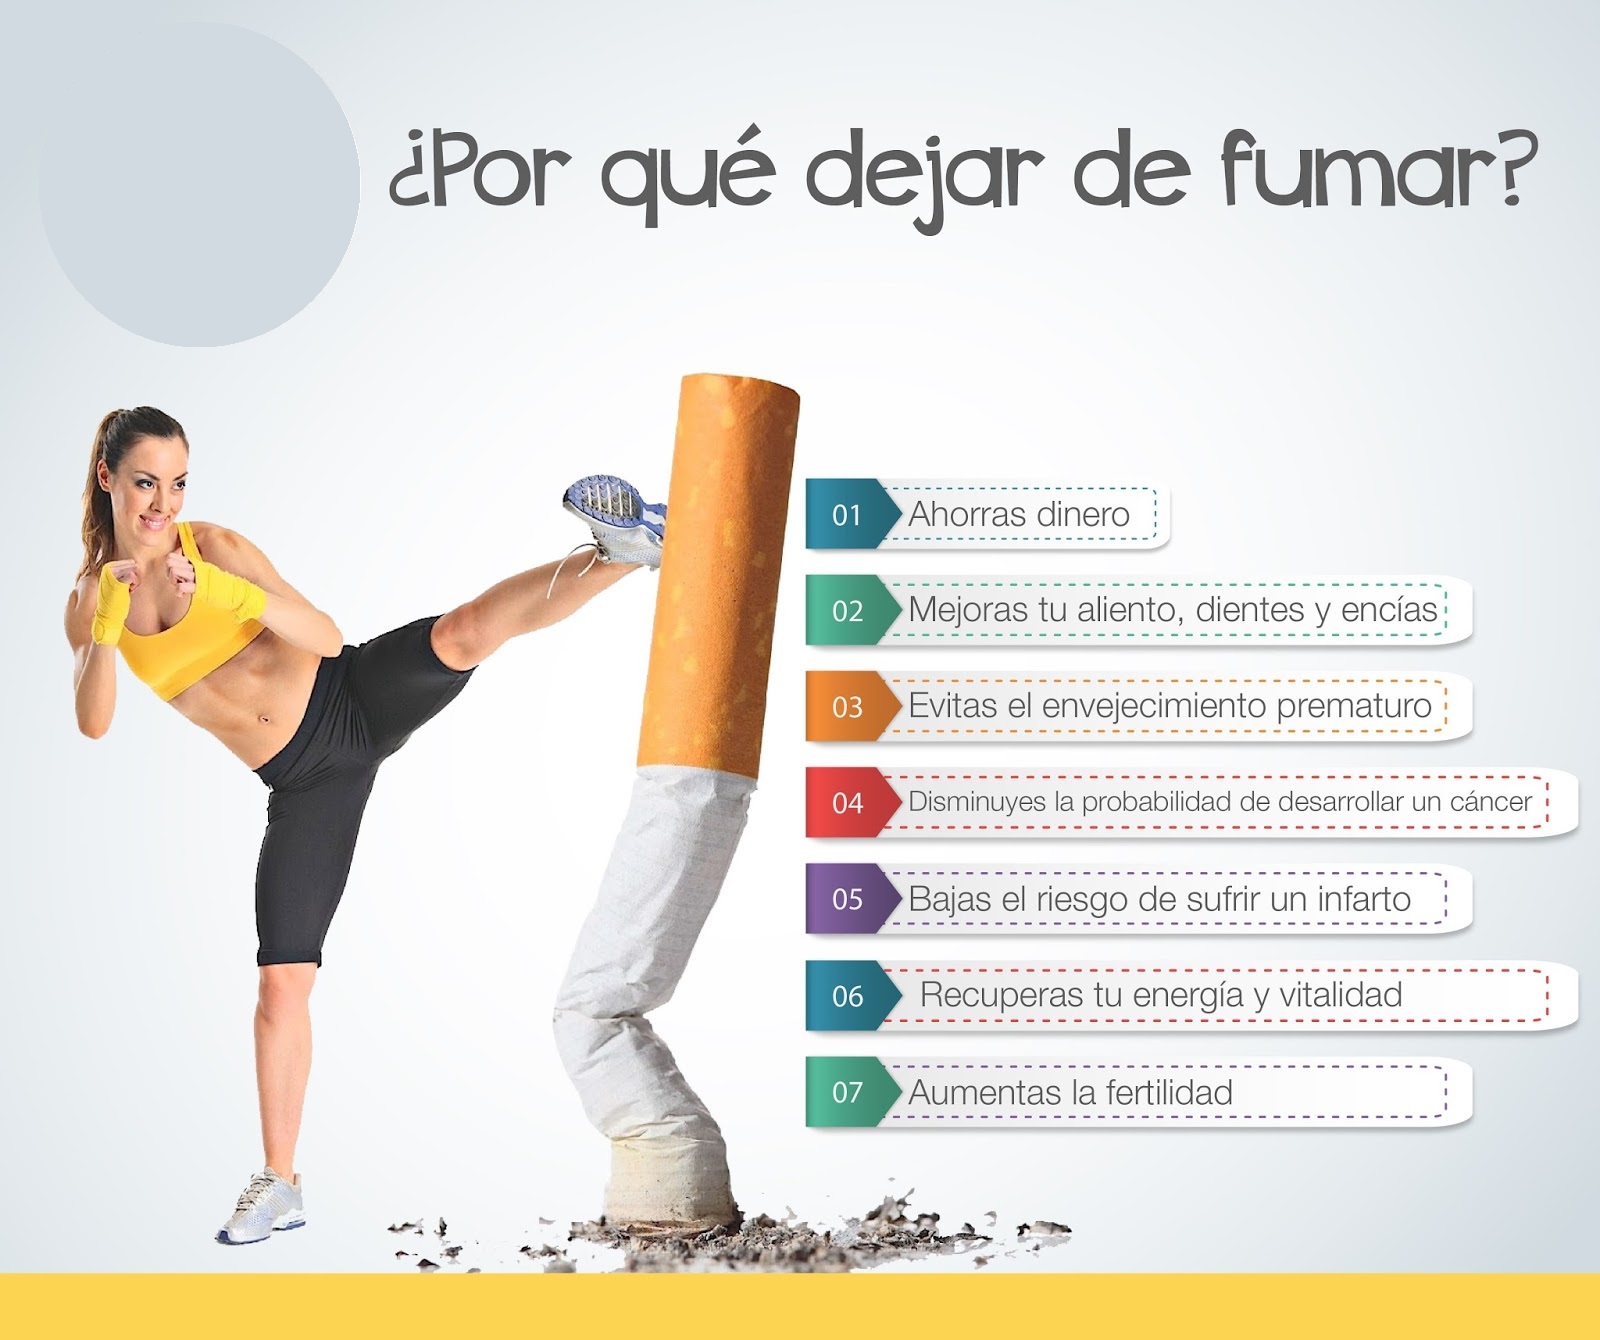 ¿Por qué dejar de fumar?
01 Ahorras dinero
02 Mejoras tu aliento, dientes y encías
03 Evitas el envejecimiento prematuro
04 Disminuyes la probabilidad de desarrollar un cáncer
05 Bajas el riesgo de sufrir un infarto
06 Recuperas tu energía y vitalidad
07 Aumentas la fertilidad